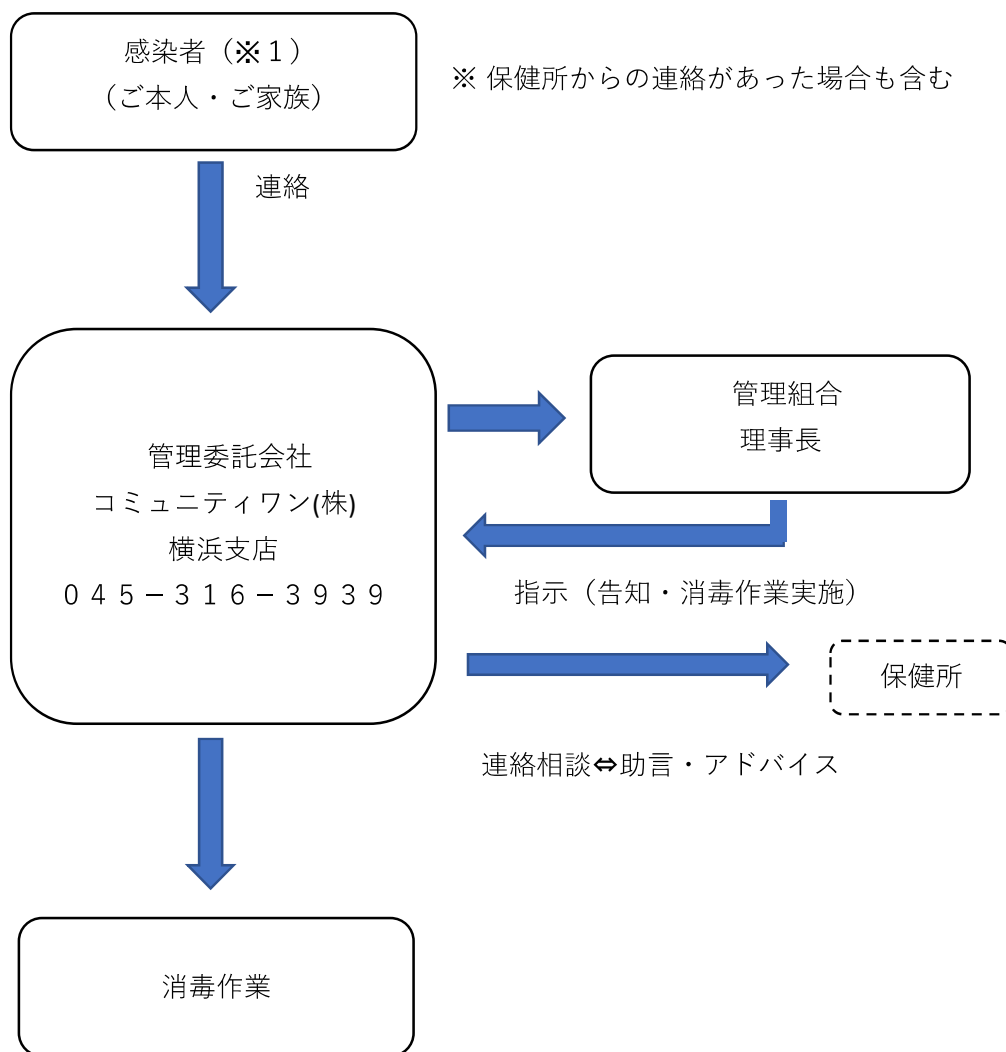 感染者（※１）
（ご本人・ご家族）
※ 保健所からの連絡があった場合も含む
連絡
管理組合
理事長
管理委託会社
コミュニティワン(株)
横浜支店
０４５－３１６－３９３９
指示（告知・消毒作業実施）
保健所
連絡相談⇔助言・アドバイス
消毒作業